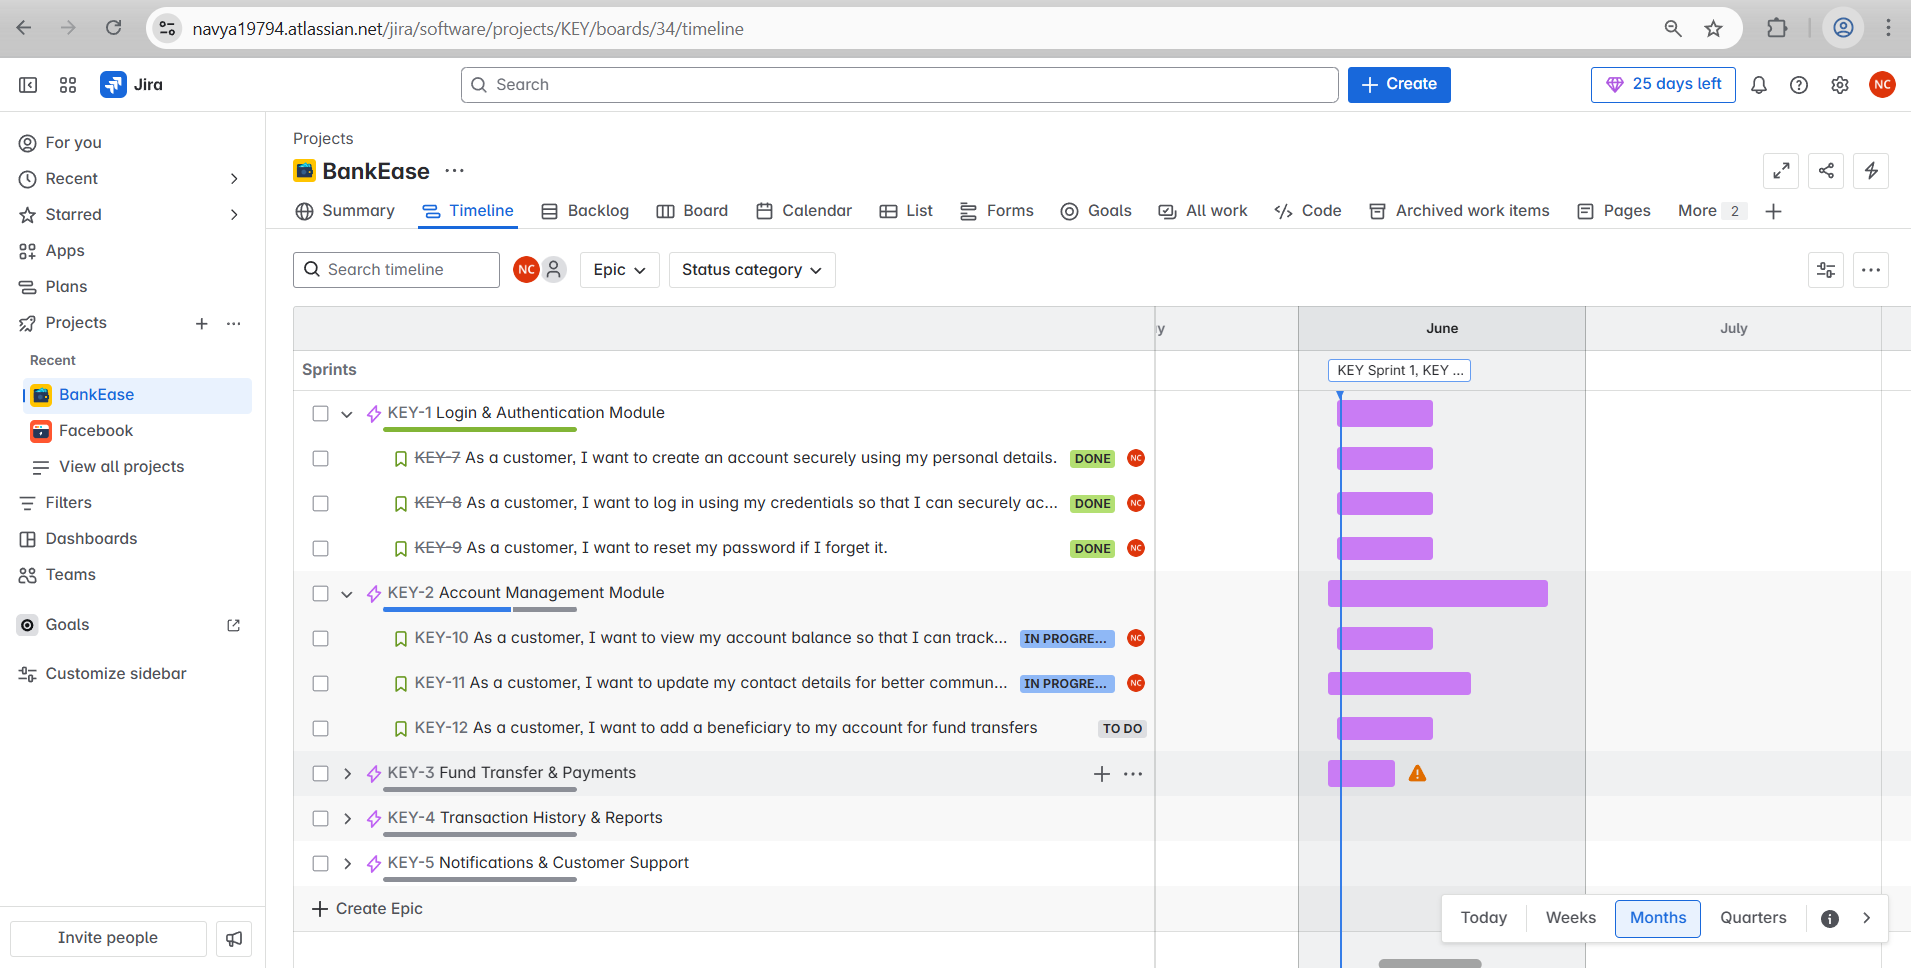 navya19794.atlassian.net/jira/software/projects/KEY/boards/34/timeline
Jira
Search
Create
25 days left
NC
For you
Recent
Starred
Apps
Plans
Projects
Recent
BankEase
Facebook
View all projects
Filters
Dashboards
Teams
Goals
Customize sidebar
Invite people
Projects
BankEase
Summary Timeline Backlog Board Calendar List Forms Goals All work Code Archived work items Pages More 2
Search timeline NC Epic Status category
y June July
Sprints KEY Sprint 1, KEY ...
KEY-1 Login & Authentication Module
KEY-7 As a customer, I want to create an account securely using my personal details. DONE NC
KEY-8 As a customer, I want to log in using my credentials so that I can securely ac... DONE NC
KEY-9 As a customer, I want to reset my password if I forget it. DONE NC
KEY-2 Account Management Module
KEY-10 As a customer, I want to view my account balance so that I can track... IN PROGRE... NC
KEY-11 As a customer, I want to update my contact details for better commun... IN PROGRE... NC
KEY-12 As a customer, I want to add a beneficiary to my account for fund transfers TO DO
KEY-3 Fund Transfer & Payments
KEY-4 Transaction History & Reports
KEY-5 Notifications & Customer Support
Create Epic
Today Weeks Months Quarters